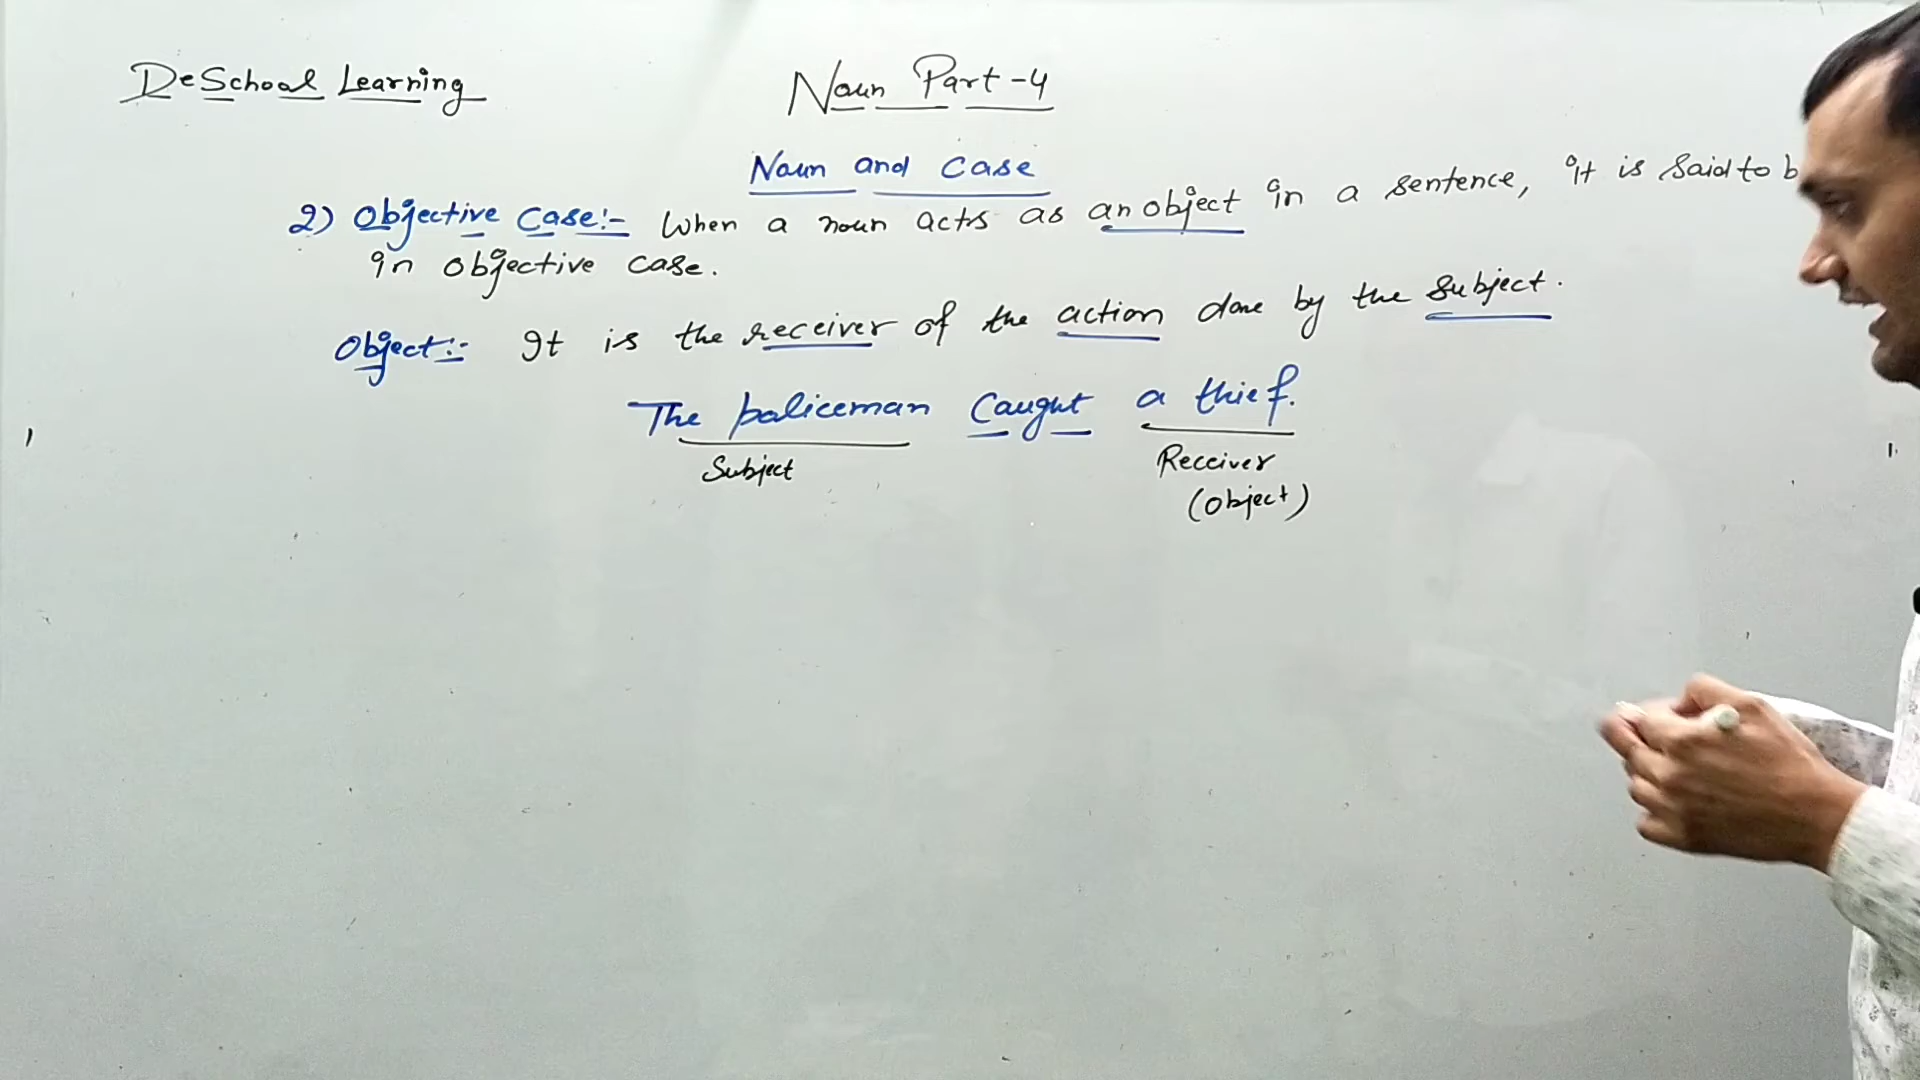 DeSchool Learning
Noun Part-4
Noun and Case
2) Objective Case:- When a noun acts as an object in a sentence, it is said to b
in objective case.
Object:- It is the receiver of the action done by the subject.
The policeman Caught a thief.
Subject
Receiver
(Object)